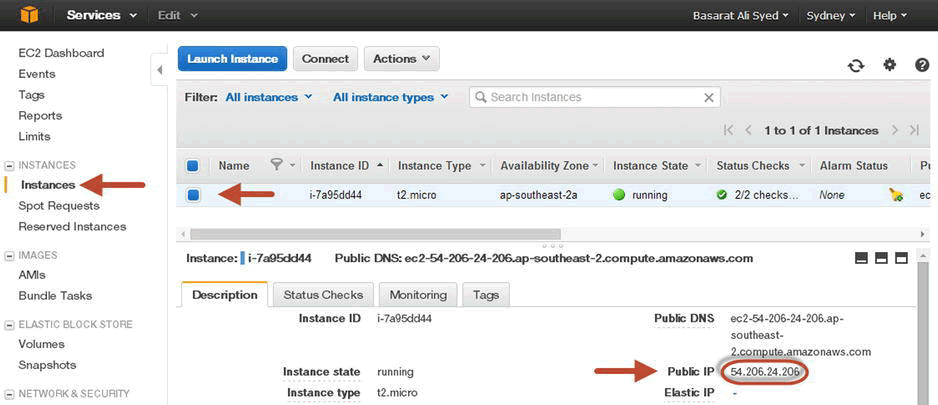 Services Edit Basarat Ali Syed Sydney Help
EC2 Dashboard
Events
Tags
Reports
Limits
INSTANCES
Instances
Spot Requests
Reserved Instances
IMAGES
AMIs
Bundle Tasks
ELASTIC BLOCK STORE
Volumes
Snapshots
NETWORK & SECURITY
Launch Instance Connect Actions
Filter: All instances All instance types Search Instances
1 to 1 of 1 Instances
Name Instance ID Instance Type Availability Zone Instance State Status Checks Alarm Status Pu
i-7a95dd44 t2.micro ap-southeast-2a running 2/2 checks... None ec
Instance: i-7a95dd44 Public DNS: ec2-54-206-24-206.ap-southeast-2.compute.amazonaws.com
Description Status Checks Monitoring Tags
Instance ID i-7a95dd44 Public DNS ec2-54-206-24-206.ap-
southeast-
2.compute.amazonaws.com
Instance state running Public IP 54.206.24.206
Instance type t2.micro Elastic IP -